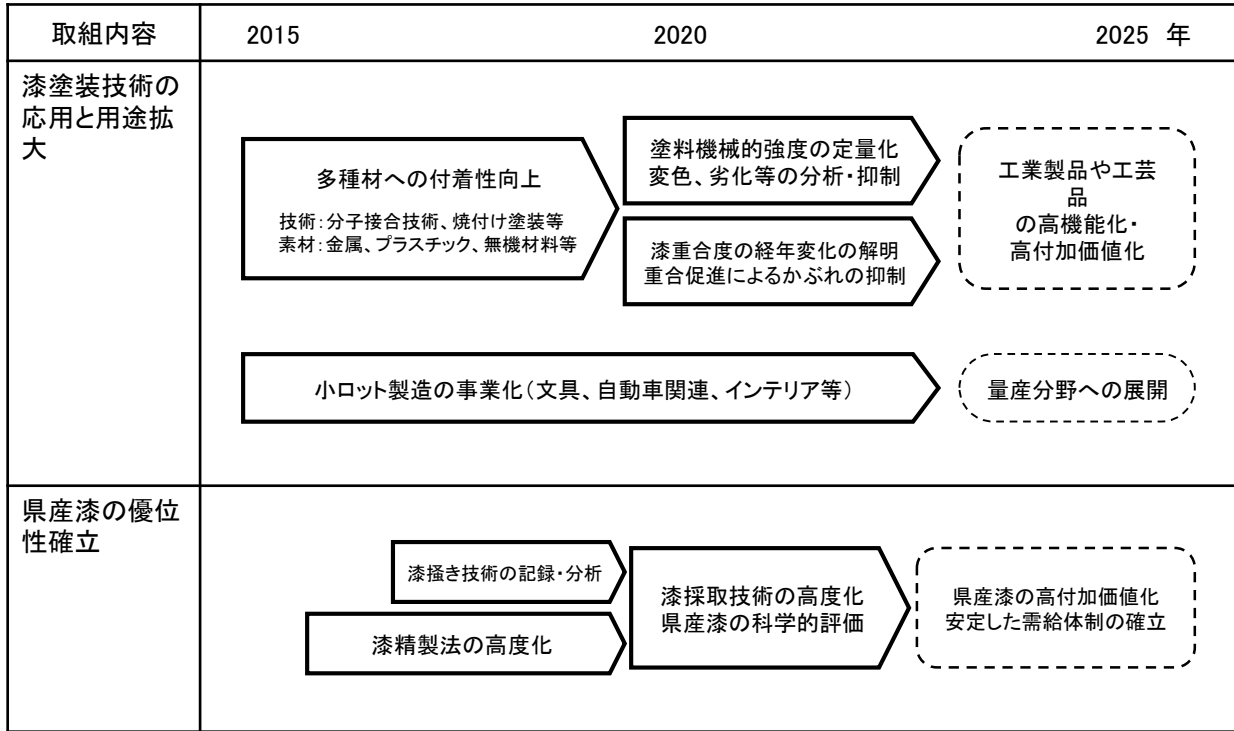 取組内容
2015
2020
2025 年
漆塗装技術の
応用と用途拡
大
多種材への付着性向上
技術：分子接合技術、焼付け塗装等
素材：金属、プラスチック、無機材料等
塗料機械的強度の定量化
変色、劣化等の分析・抑制
漆重合度の経年変化の解明
重合促進によるかぶれの抑制
工業製品や工芸
品
の高機能化・
高付加価値化
小ロット製造の事業化（文具、自動車関連、インテリア等）
量産分野への展開
県産漆の優位
性確立
漆掻き技術の記録・分析
漆精製法の高度化
漆採取技術の高度化
県産漆の科学的評価
県産漆の高付加価値化
安定した需給体制の確立